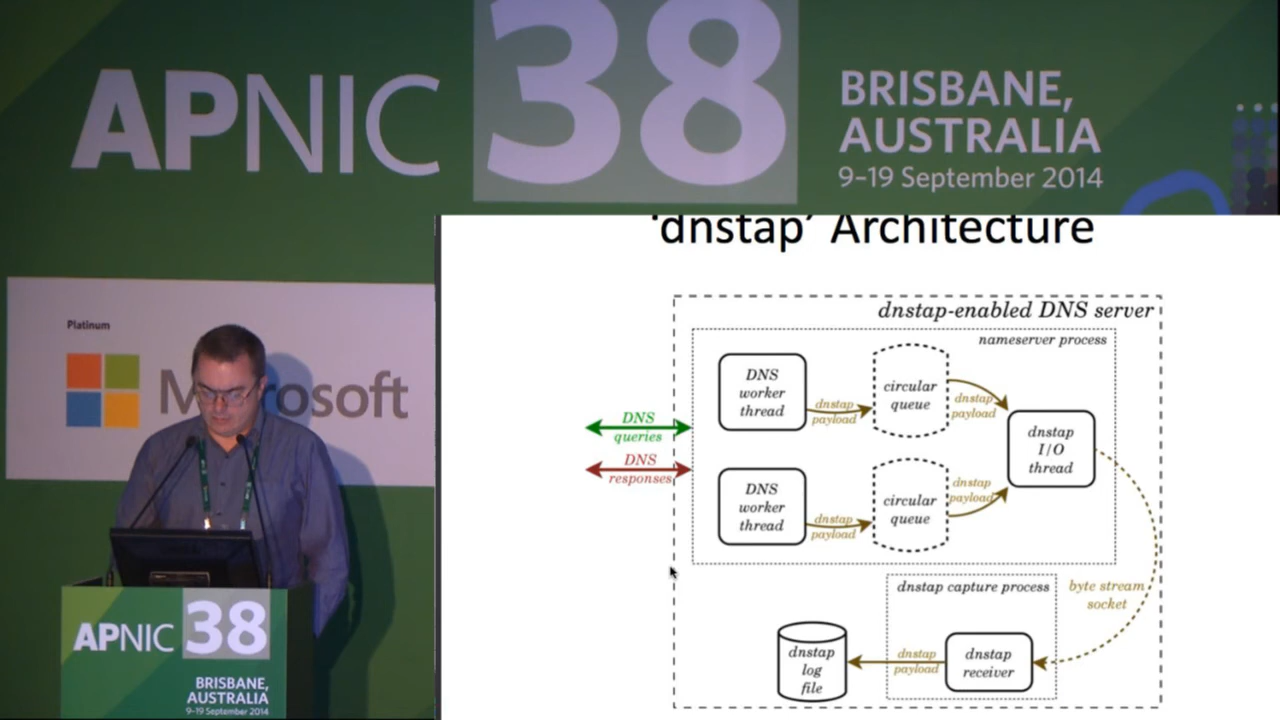 APNIC 38
BRISBANE,
AUSTRALIA
9–19 September 2014
Platinum
Microsoft
APNIC 38
BRISBANE,
AUSTRALIA
9–19 September 2014
'dnstap' Architecture
dnstap-enabled DNS server
nameserver process
DNS
worker
thread
dnstap
payload
circular
queue
dnstap
payload
DNS
queries
DNS
responses
dnstap
I/O
thread
DNS
worker
thread
dnstap
payload
circular
queue
dnstap
payload
byte stream
socket
dnstap capture process
dnstap
log
file
dnstap
payload
dnstap
receiver